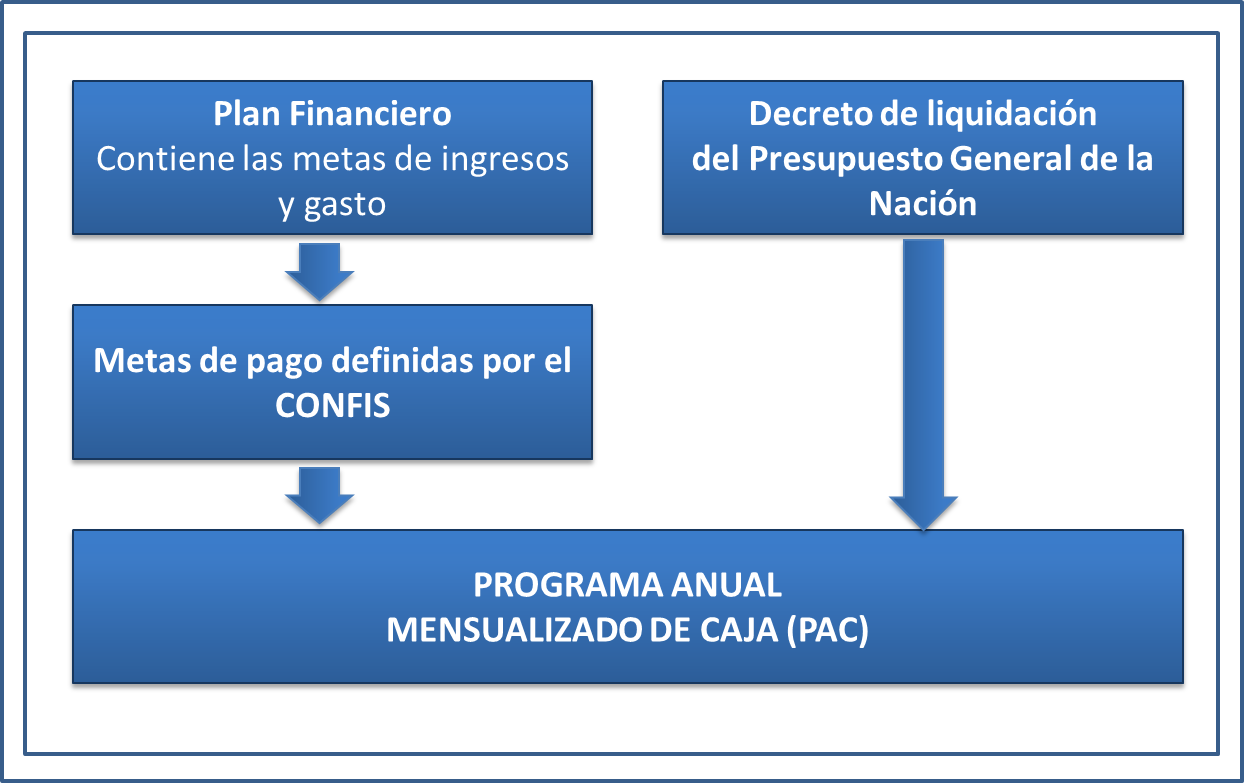 Plan Financiero
Contiene las metas de ingresos
y gasto
Decreto de liquidación
del Presupuesto General de la
Nación
Metas de pago definidas por el
CONFIS
PROGRAMA ANUAL
MENSUALIZADO DE CAJA (PAC)